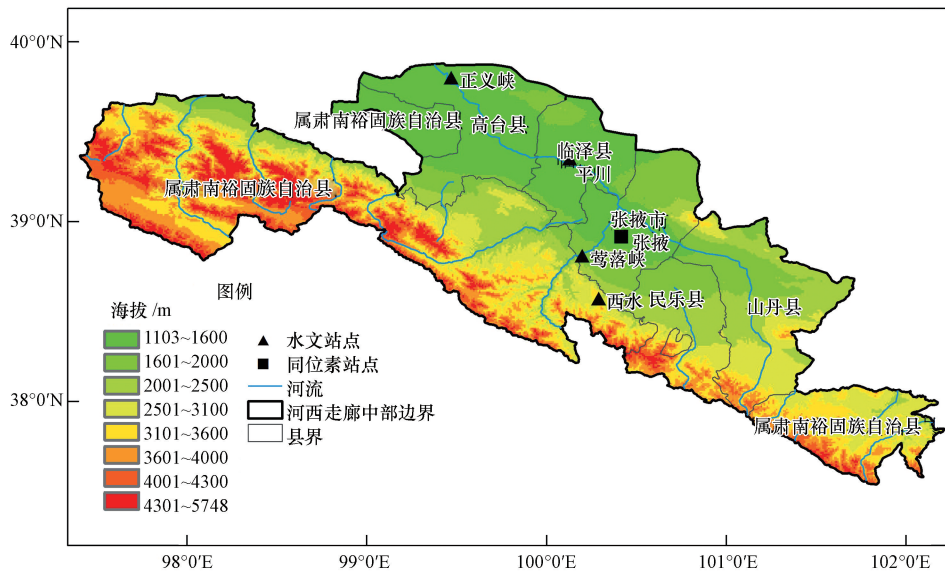 40°0′N
39°0′N
38°0′N
正义峡
属肃南裕固族自治县
高台县
临泽县
平川
属肃南裕固族自治县
张掖市
张掖
莺落峡
西水
民乐县
山丹县
属肃南裕固族自治县
图例
海拔 /m
1103~1600
1601~2000
2001~2500
2501~3100
3101~3600
3601~4000
4001~4300
4301~5748
水文站点
同位素站点
河流
河西走廊中部边界
县界
98°0′E
99°0′E
100°0′E
101°0′E
102°0′E